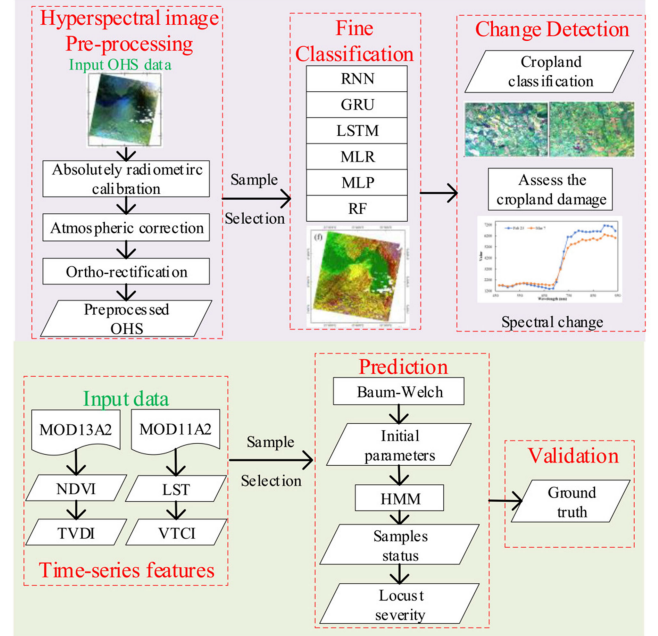 Hyperspectral image
Pre-processing
Input OHS data
Absolutely radiometirc
calibration
Atmospheric correction
Ortho-rectification
Preprocessed
OHS
Sample
Selection
Fine
Classification
RNN
GRU
LSTM
MLR
MLP
RF
(f)
Change Detection
Cropland
classification
Assess the
cropland damage
Spectral change
Input data
MOD13A2
MOD11A2
NDVI
LST
TVDI
VTCI
Time-series features
Sample
Selection
Prediction
Baum-Welch
Initial
parameters
HMM
Samples
status
Locust
severity
Validation
Ground
truth